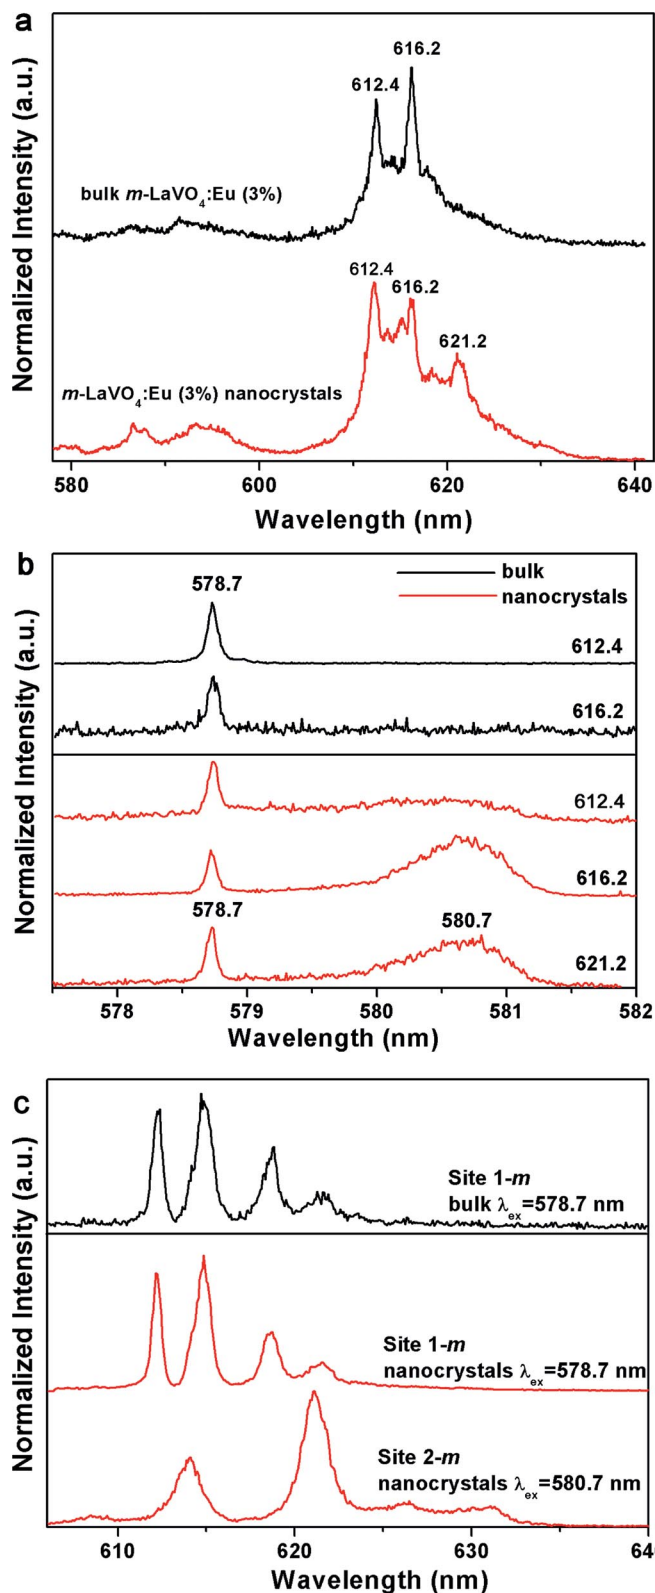 a
616.2
612.4
bulk m-LaVO₄:Eu (3%)
612.4
616.2
621.2
m-LaVO₄:Eu (3%) nanocrystals
Normalized Intensity (a.u.)
580 600 620 640
Wavelength (nm)
b
578.7
bulk
nanocrystals
612.4
616.2
612.4
616.2
578.7
580.7
621.2
Normalized Intensity (a.u.)
578 579 580 581 582
Wavelength (nm)
c
Site 1-m
bulk λex=578.7 nm
Site 1-m
nanocrystals λex=578.7 nm
Site 2-m
nanocrystals λex=580.7 nm
Normalized Intensity (a.u.)
610 620 630
Wavelength (nm)